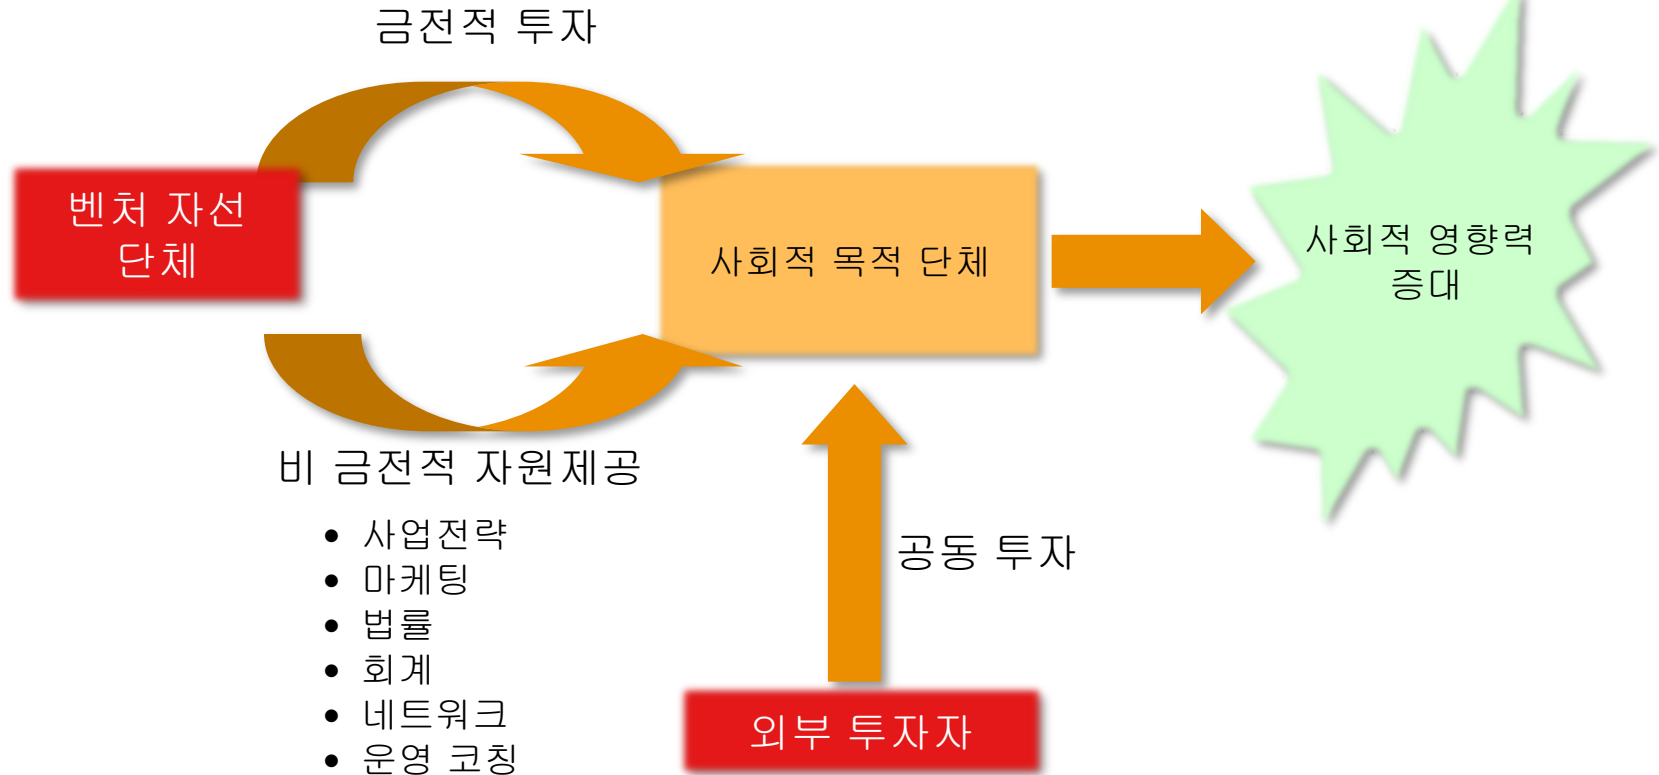 금전적 투자
벤처 자선
단체
사회적 목적 단체
사회적 영향력
증대
비 금전적 자원제공
• 사업전략
• 마케팅
• 법률
• 회계
• 네트워크
• 운영 코칭
공동 투자
외부 투자자